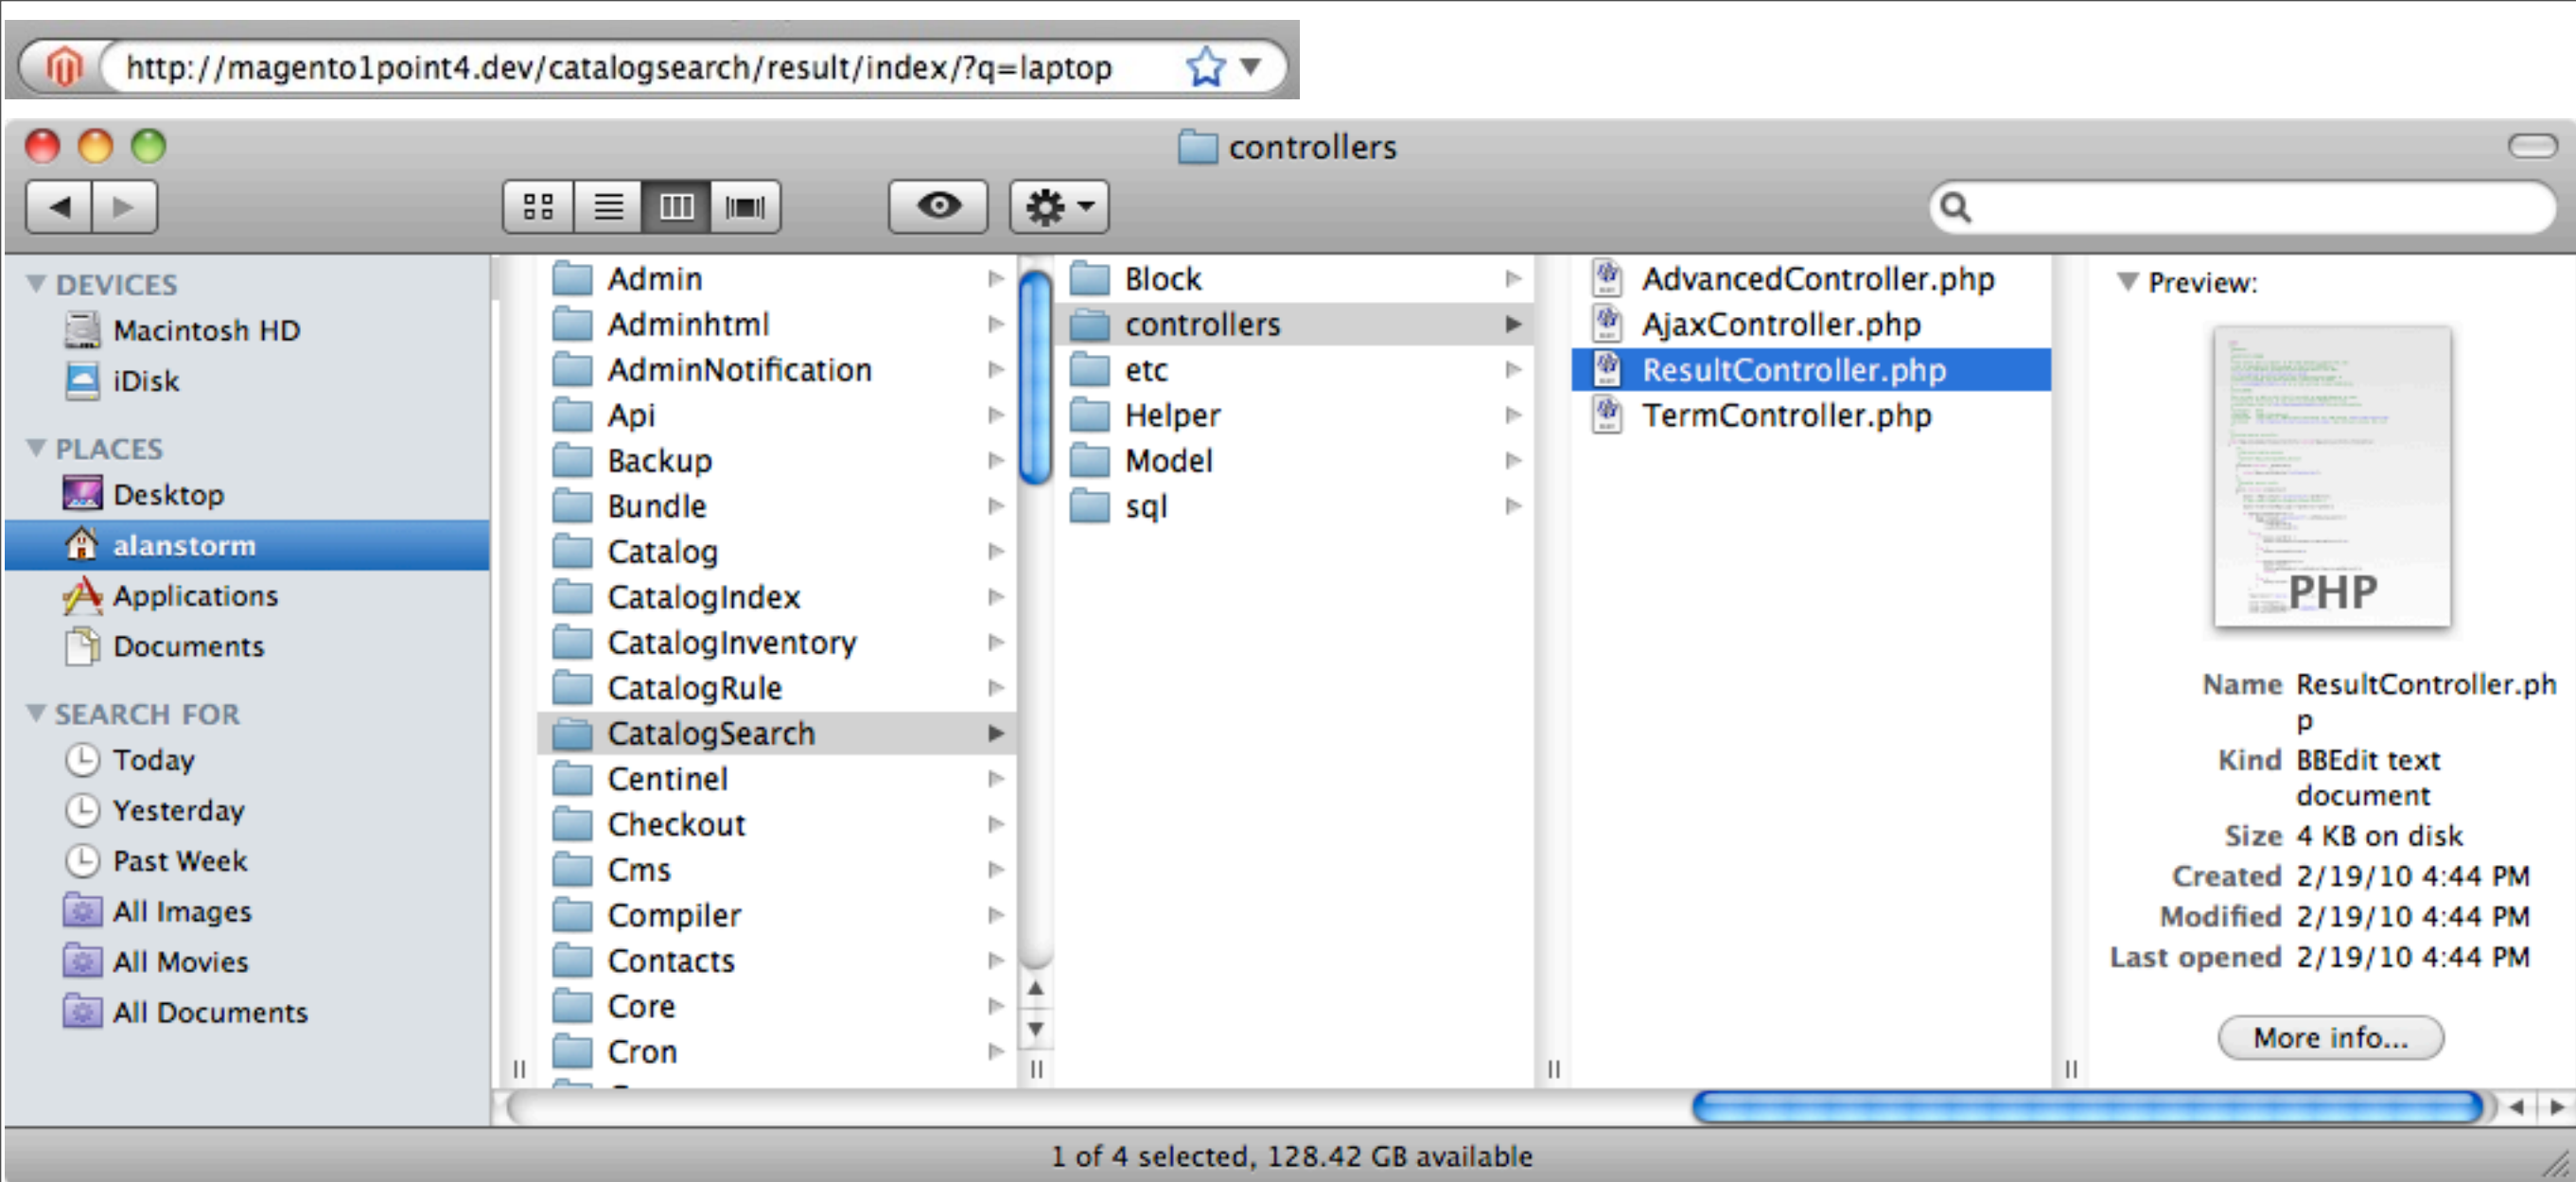 http://magento1point4.dev/catalogsearch/result/index/?q=laptop
controllers
DEVICES
Macintosh HD
iDisk
PLACES
Desktop
alanstorm
Applications
Documents
SEARCH FOR
Today
Yesterday
Past Week
All Images
All Movies
All Documents
Admin
Adminhtml
AdminNotification
Api
Backup
Bundle
Catalog
CatalogIndex
CatalogInventory
CatalogRule
CatalogSearch
Centinel
Checkout
Cms
Compiler
Contacts
Core
Cron
Block
controllers
etc
Helper
Model
sql
AdvancedController.php
AjaxController.php
ResultController.php
TermController.php
Preview:
PHP
Name ResultController.ph
p
Kind BBEdit text
document
Size 4 KB on disk
Created 2/19/10 4:44 PM
Modified 2/19/10 4:44 PM
Last opened 2/19/10 4:44 PM
More info...
1 of 4 selected, 128.42 GB available